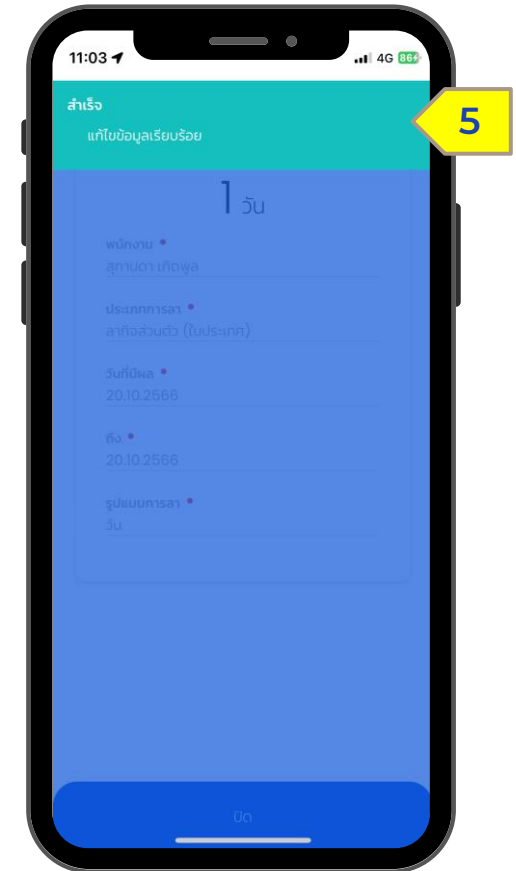 11:03
4G 86
สำเร็จ
แก้ไขข้อมูลเรียบร้อย
5
1 วัน
พนักงาน •
สุกานดา เกิดพูล
ประเภทการลา •
ลากิจส่วนตัว (ในประเทศ)
วันที่มีผล •
20.10.2566
ถึง •
20.10.2566
รูปแบบการลา •
วัน
ปิด